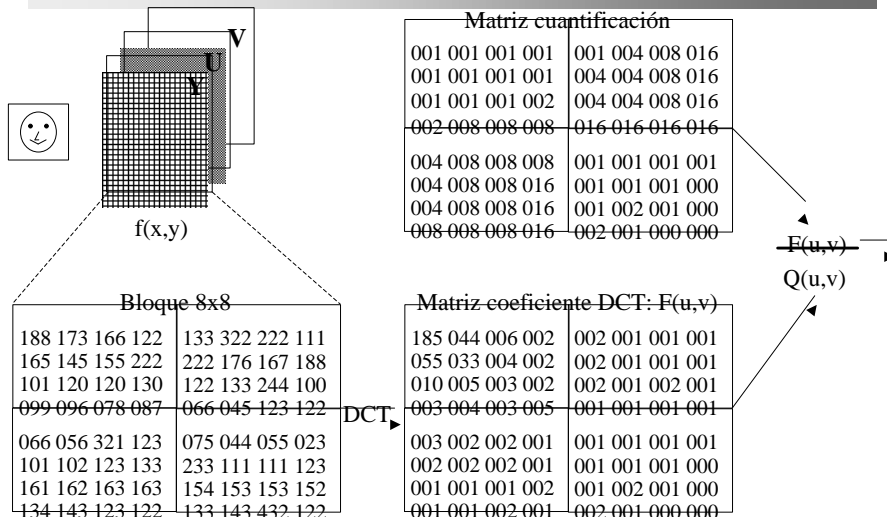 V
U
Y
f(x,y)
Matriz cuantificación
001 001 001 001 001 004 008 016
001 001 001 001 004 004 008 016
001 001 001 002 004 004 008 016
002 008 008 008 016 016 016 016
004 008 008 008 001 001 001 001
004 008 008 016 001 001 001 000
004 008 008 016 001 002 001 000
008 008 008 016 002 001 000 000
F(u,v)
Q(u,v)
Bloque 8x8
188 173 166 122 133 322 222 111
165 145 155 222 222 176 167 188
101 120 120 130 122 133 244 100
099 096 078 087 066 045 123 122
066 056 321 123 075 044 055 023
101 102 123 133 233 111 111 123
161 162 163 163 154 153 153 152
134 143 123 122 133 143 432 122
DCT
Matriz coeficiente DCT: F(u,v)
185 044 006 002 002 001 001 001
055 033 004 002 002 001 001 001
010 005 003 002 002 001 002 001
003 004 003 005 001 001 001 001
003 002 002 001 001 001 001 001
002 002 002 001 001 001 001 000
001 001 001 002 001 002 001 000
001 001 002 001 002 001 000 000